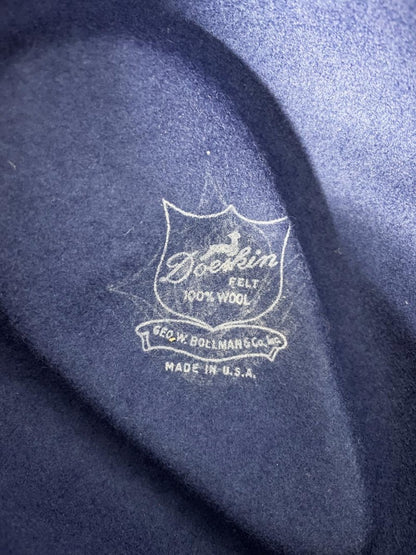 Doeskin
FELT
100% WOOL
GEO. W. BOLLMAN & Co., Inc.
MADE IN U.S.A.